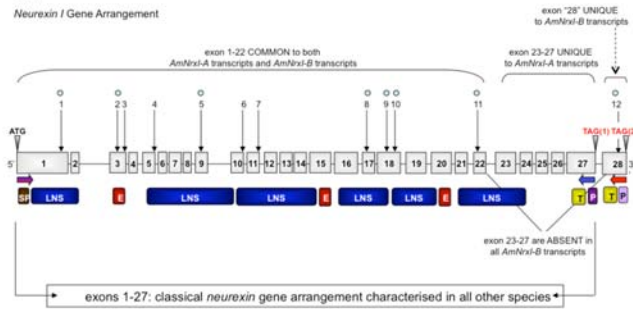 Neurexin I Gene Arrangement
exon "28" UNIQUE
to AmNrxI-B transcripts
exon 1-22 COMMON to both
AmNrxI-A transcripts and AmNrxI-B transcripts
exon 23-27 UNIQUE
to AmNrxI-A transcripts
1 2 3 4 5 6 7 8 9 10 11 12
ATG TAG(1) TAG(
5' 1 2 3 4 5 6 7 8 9 10 11 12 13 14 15 16 17 18 19 20 21 22 23 24 25 26 27 28 3'
SP LNS E LNS LNS E LNS LNS E LNS T P T P
exon 23-27 are ABSENT in
all AmNrxI-B transcripts
exons 1-27: classical neurexin gene arrangement characterised in all other species